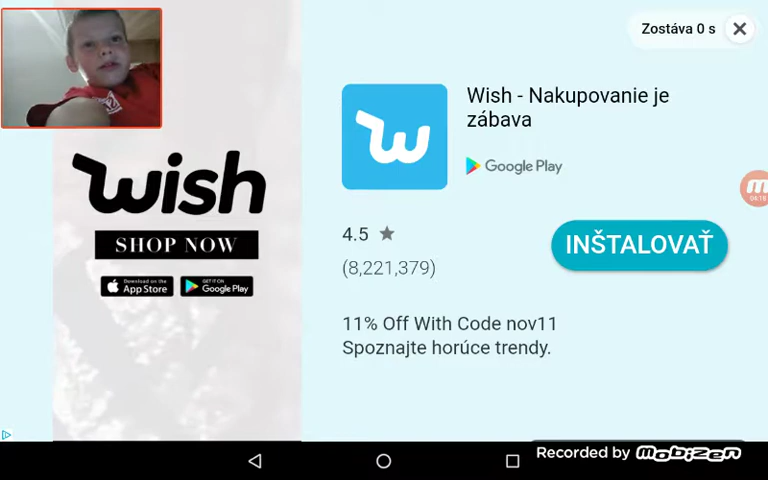 Zostáva 0 s
Wish - Nakupovanie je
zábava
Google Play
wish
SHOP NOW
Download on the
App Store
GET IT ON
Google Play
4.5
(8,221,379)
INŠTALOVAŤ
11% Off With Code nov11
Spoznajte horúce trendy.
04:18
Recorded by mobizen